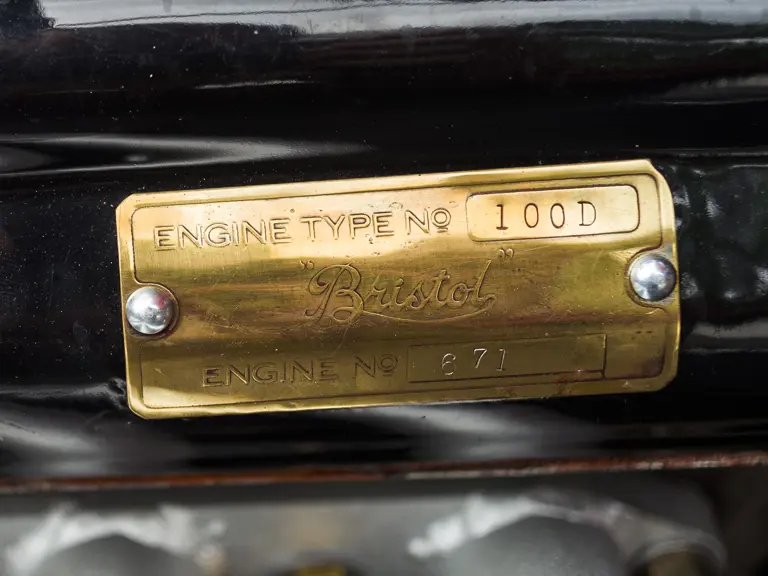 ENGINE TYPE Nº 100D
"Bristol"
ENGINE Nº 671